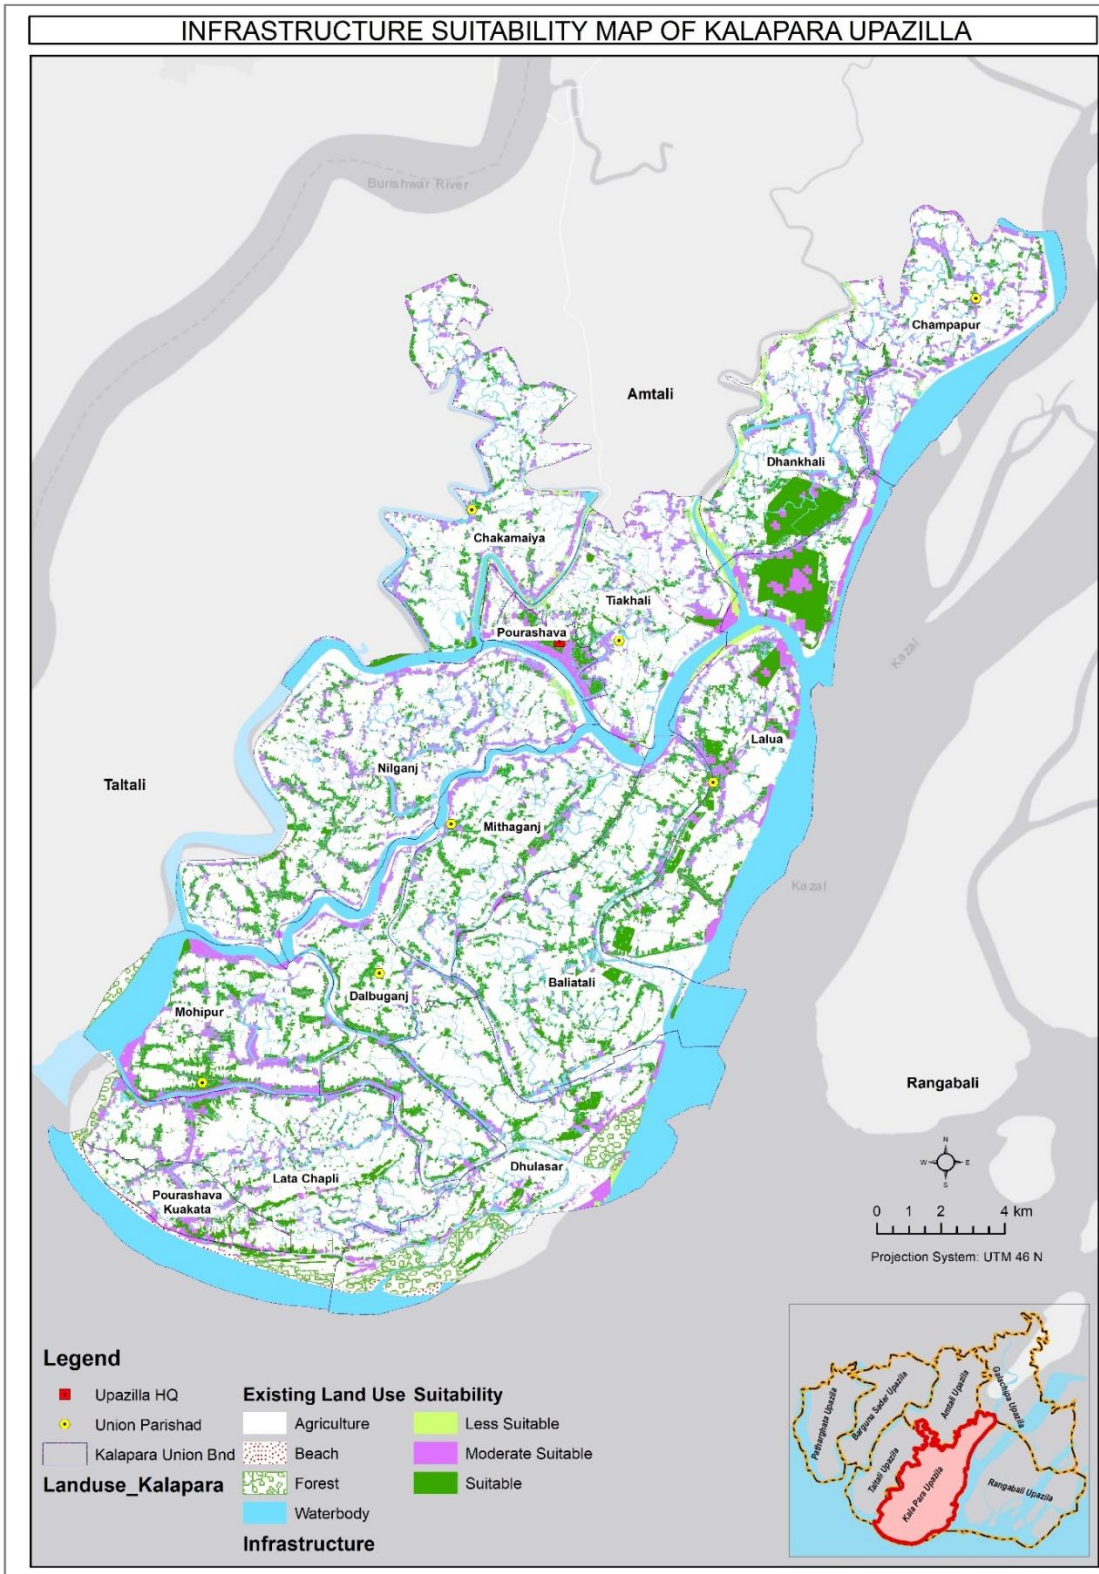 INFRASTRUCTURE SUITABILITY MAP OF KALAPARA UPAZILLA
Burishwar River
Champapur
Amtali
Dhankhali
Chakamaiya
Tiakhali
Pourashava
Kazal
Lalua
Nilganj
Taltali
Mithaganj
Kazal
Baliatali
Dalbuganj
Mohipur
Rangabali
Dhulasar
Lata Chapli
Pourashava
Kuakata
N
W
E
S
0 1 2 4 km
Projection System: UTM 46 N
Legend
Upazilla HQ
Union Parishad
Kalapara Union Bnd
Landuse_Kalapara
Existing Land Use
Agriculture
Beach
Forest
Waterbody
Infrastructure
Suitability
Less Suitable
Moderate Suitable
Suitable
Patharghata Upazila
Barguna Sadar Upazila
Amtali Upazila
Galachipa Upazila
Taltali Upazila
Kala Para Upazila
Rangabali Upazila